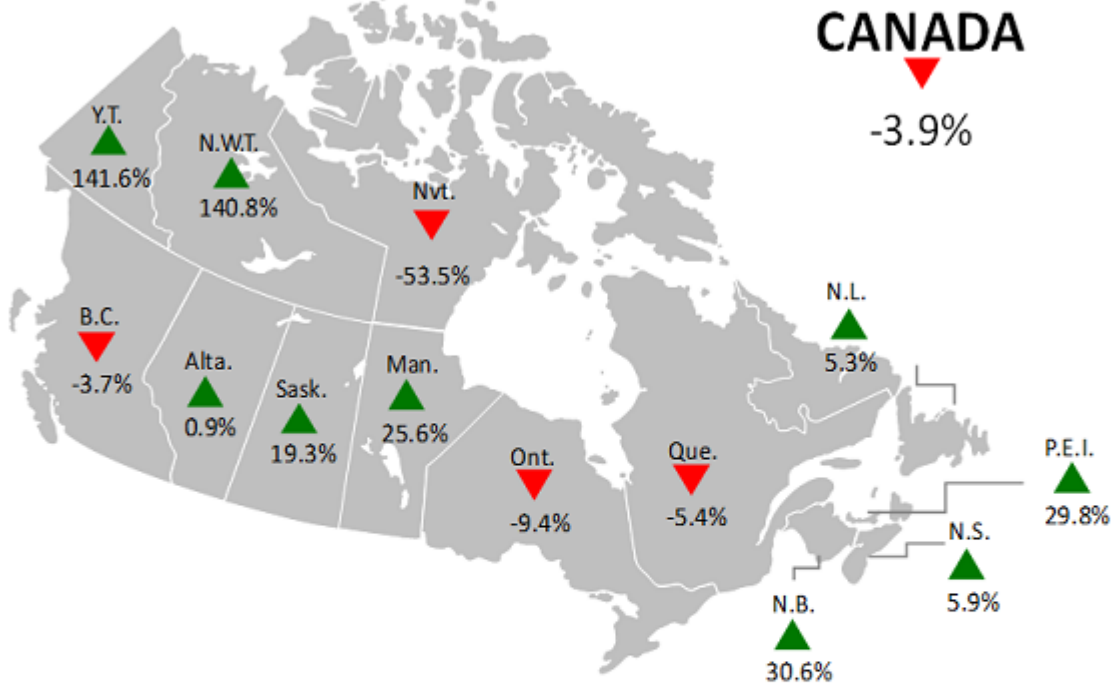 CANADA
-3.9%
Y.T.
141.6%
N.W.T.
140.8%
Nvt.
-53.5%
B.C.
-3.7%
Alta.
0.9%
Sask.
19.3%
Man.
25.6%
Ont.
-9.4%
Que.
-5.4%
N.L.
5.3%
P.E.I.
29.8%
N.S.
5.9%
N.B.
30.6%